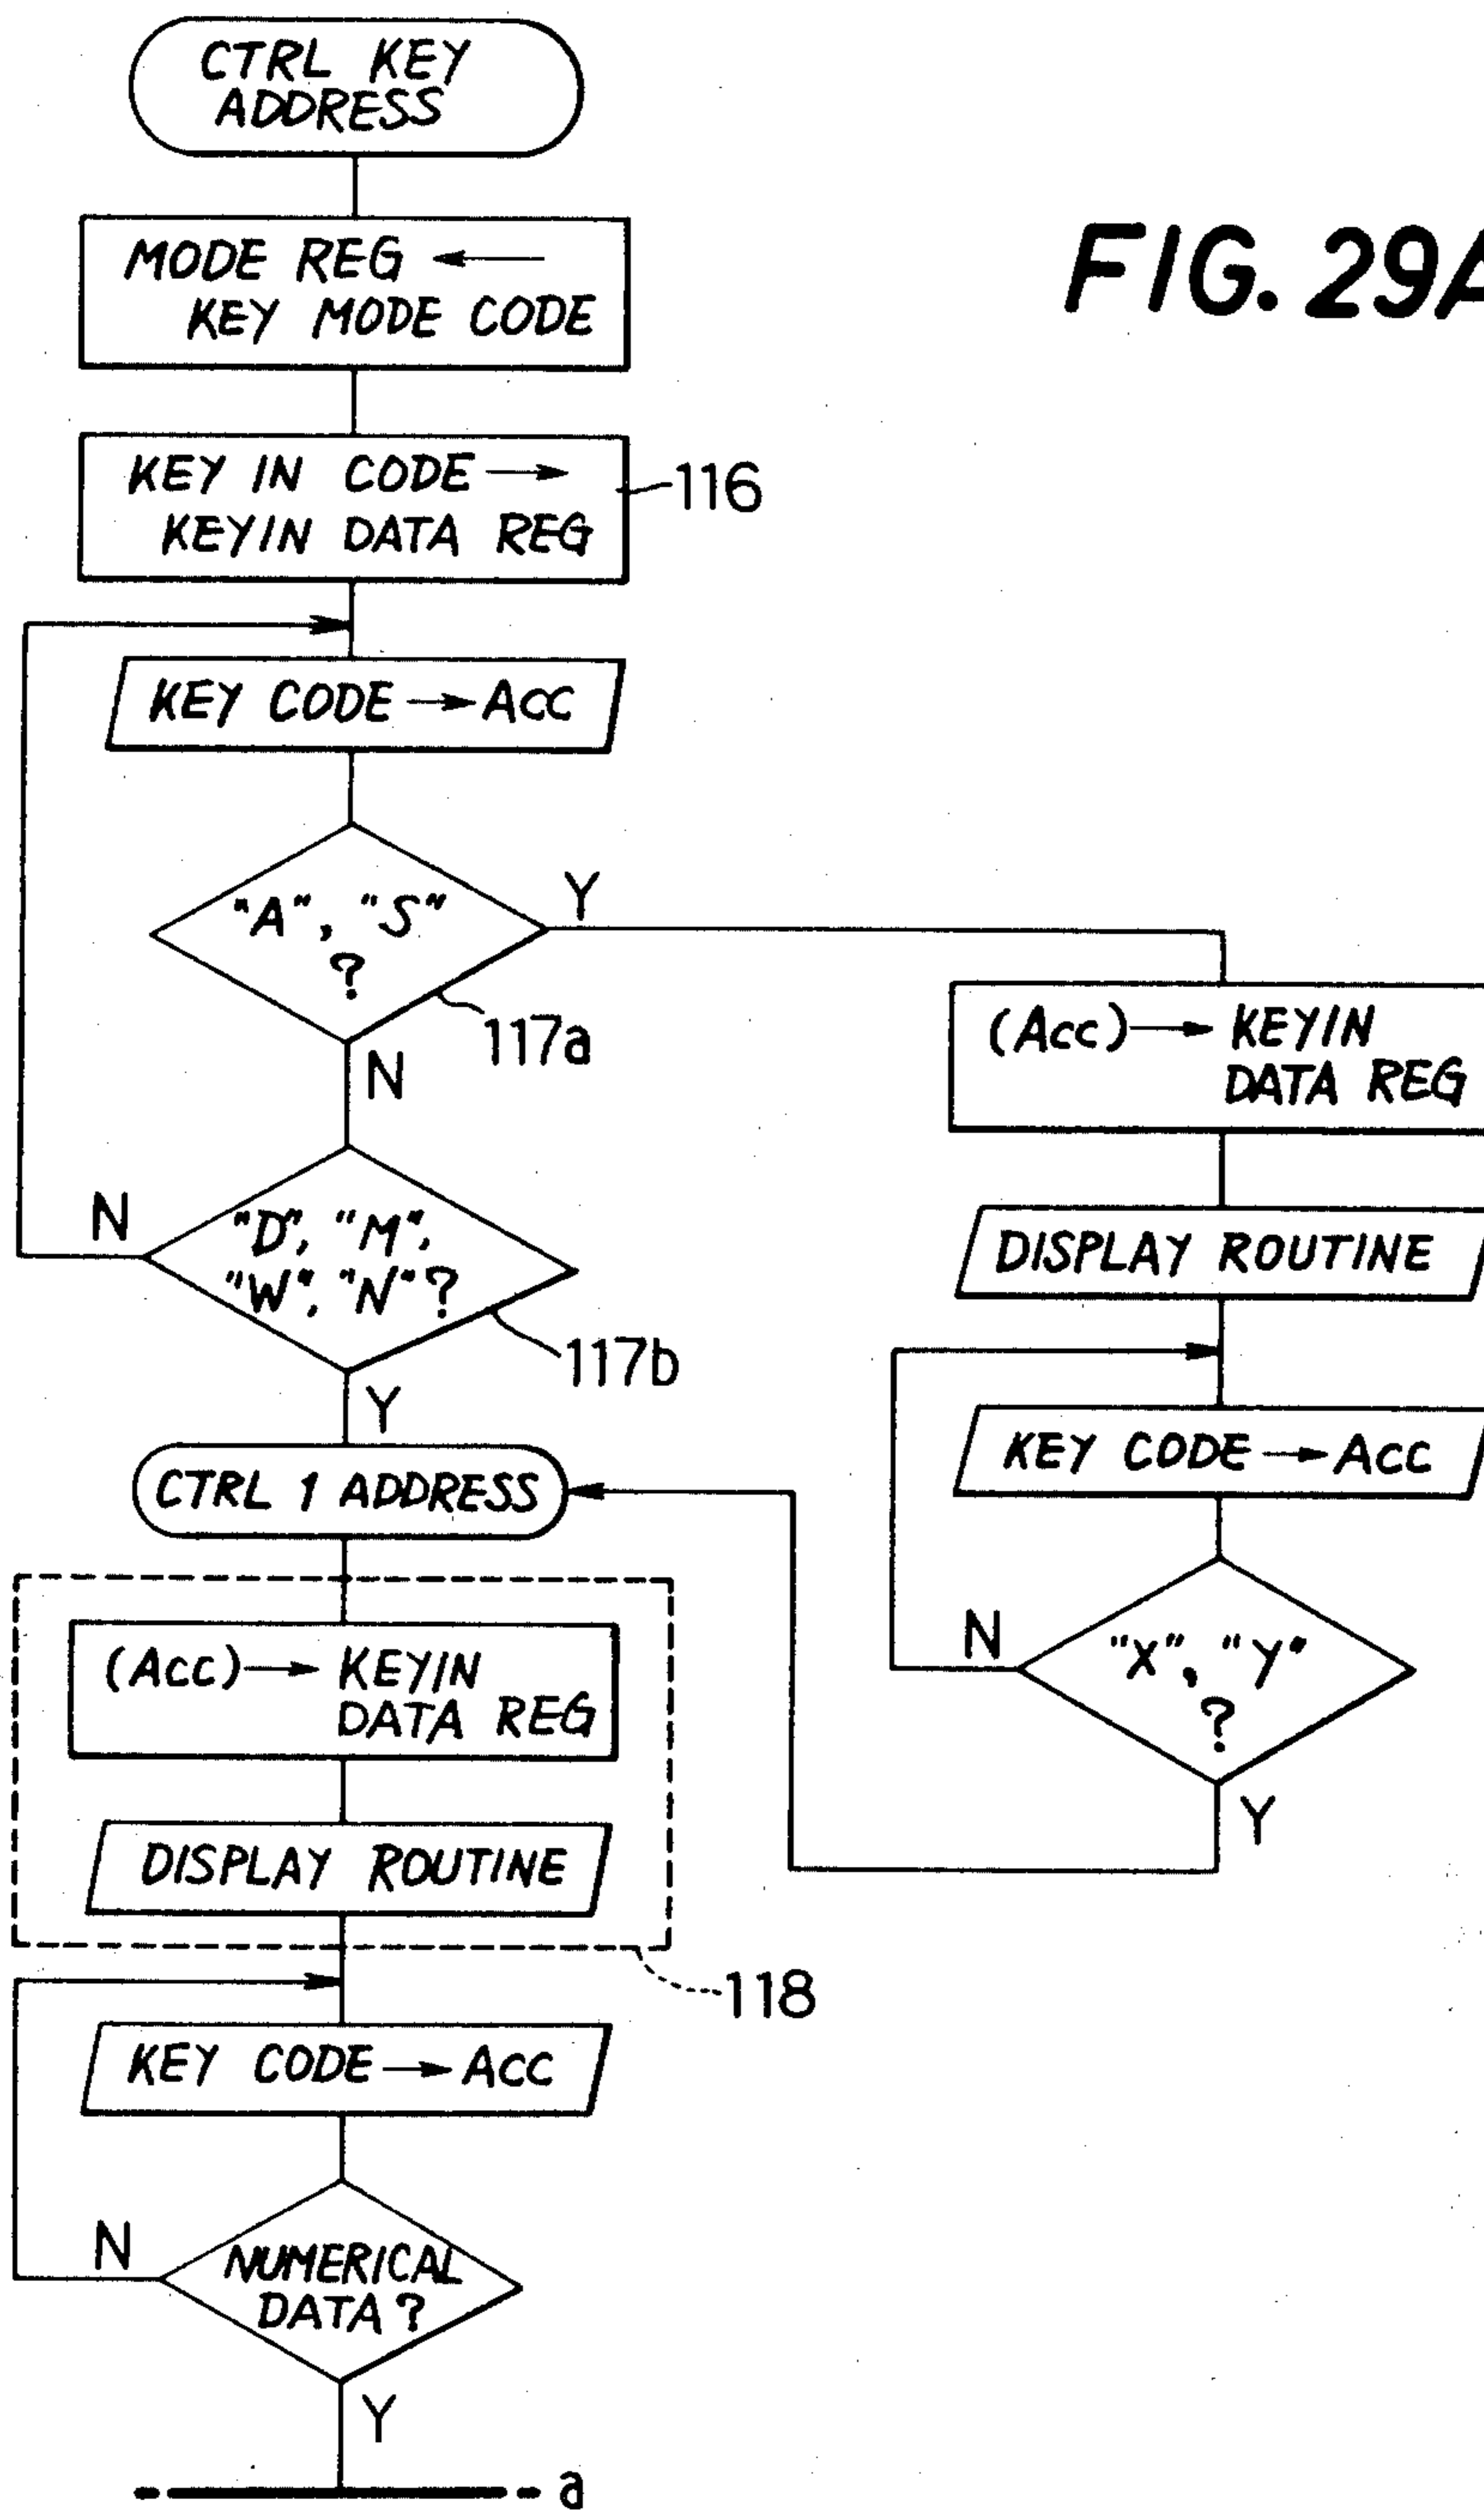 CTRL KEY
ADDRESS
FIG. 29A
MODE REG ←
KEY MODE CODE
KEY IN CODE →
KEYIN DATA REG
116
KEY CODE → ACC
"A", "S"
?
Y
117a
N
(ACC) → KEYIN
DATA REG
DISPLAY ROUTINE
KEY CODE → ACC
"X", "Y"
?
N
Y
"D", "M",
"W", "N"?
N
117b
Y
CTRL 1 ADDRESS
(ACC) → KEYIN
DATA REG
DISPLAY ROUTINE
118
KEY CODE → ACC
NUMERICAL
DATA?
N
Y
a